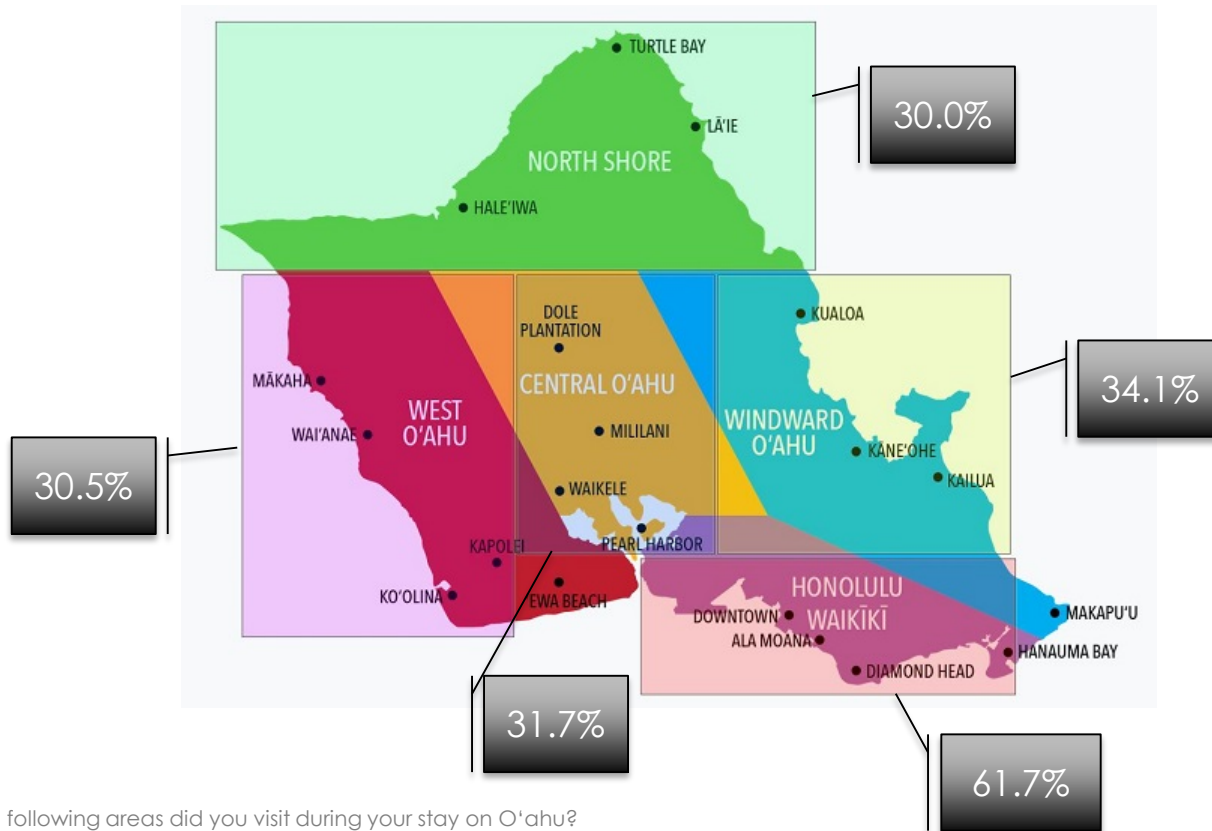 TURTLE BAY
30.0%
LĀ'IE
NORTH SHORE
HALE'IWA
DOLE
PLANTATION
KUALOA
MĀKAHA
CENTRAL O'AHU
34.1%
WEST
O'AHU
WINDWARD
O'AHU
WAI'ANAE
MILILANI
KĀNE'OHE
30.5%
WAIKELE
KAILUA
PEARL HARBOR
KAPOLEI
KO'OLINA
EWA BEACH
HONOLULU
WAIKĪKĪ
DOWNTOWN
ALA MOANA
MAKAPU'U
HANAUMA BAY
DIAMOND HEAD
31.7%
61.7%
following areas did you visit during your stay on O‘ahu?